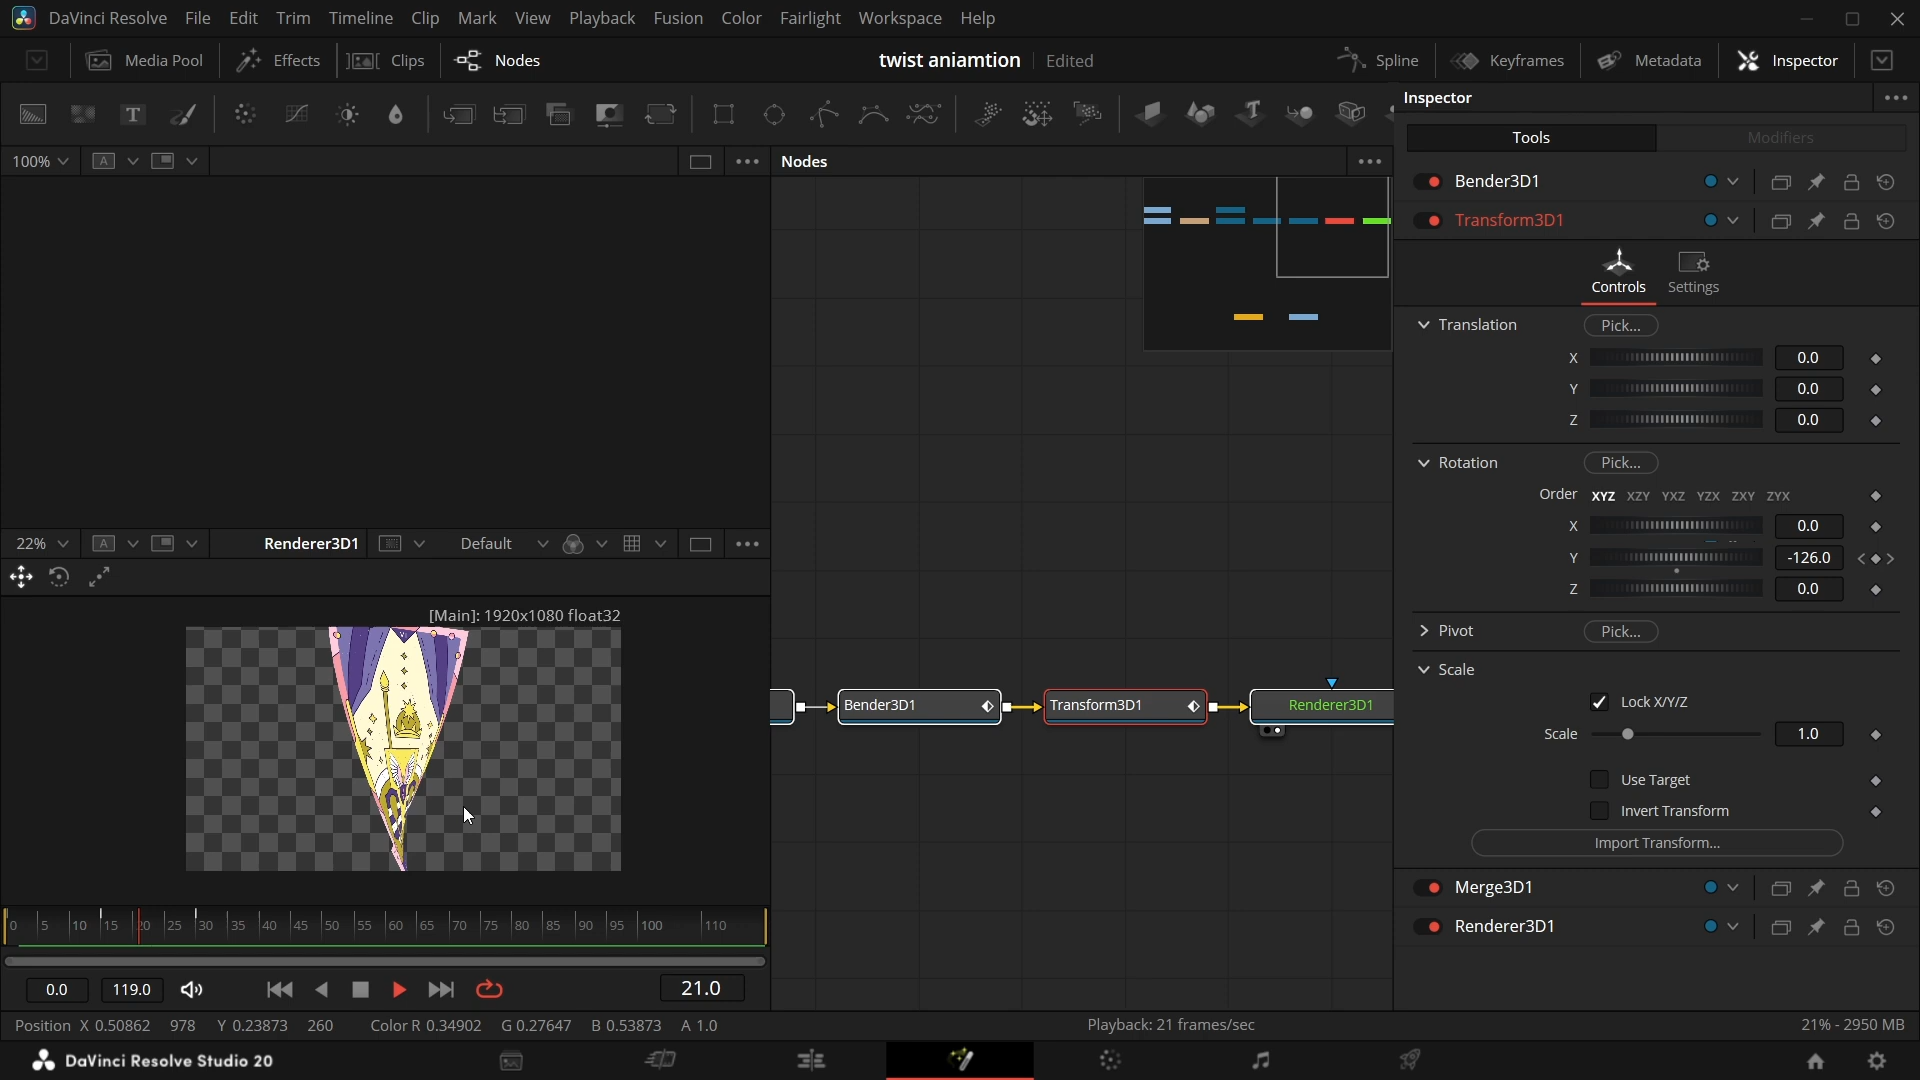 DaVinci Resolve File Edit Trim Timeline Clip Mark View Playback Fusion Color Fairlight Workspace Help
Media Pool Effects Clips Nodes twist aniamtion Edited Spline Keyframes Metadata Inspector
Inspector
Tools Modifiers
100% A Nodes
Bender3D1
Transform3D1
Controls Settings
Translation Pick...
X 0.0
Y 0.0
Z 0.0
Rotation Pick...
Order XYZ XZY YXZ YZX ZXY ZYX
X 0.0
22% A Renderer3D1 Default
Y -126.0
Z 0.0
[Main]: 1920x1080 float32
Pivot Pick...
Scale
Lock X/Y/Z
Bender3D1 Transform3D1 Renderer3D1
Scale 1.0
Use Target
Invert Transform
Import Transform...
Merge3D1
0 5 10 15 20 25 30 35 40 45 50 55 60 65 70 75 80 85 90 95 100 110
Renderer3D1
0.0 119.0 21.0
Position X 0.50862 978 Y 0.23873 260 Color R 0.34902 G 0.27647 B 0.53873 A 1.0 Playback: 21 frames/sec 21% - 2950 MB
DaVinci Resolve Studio 20